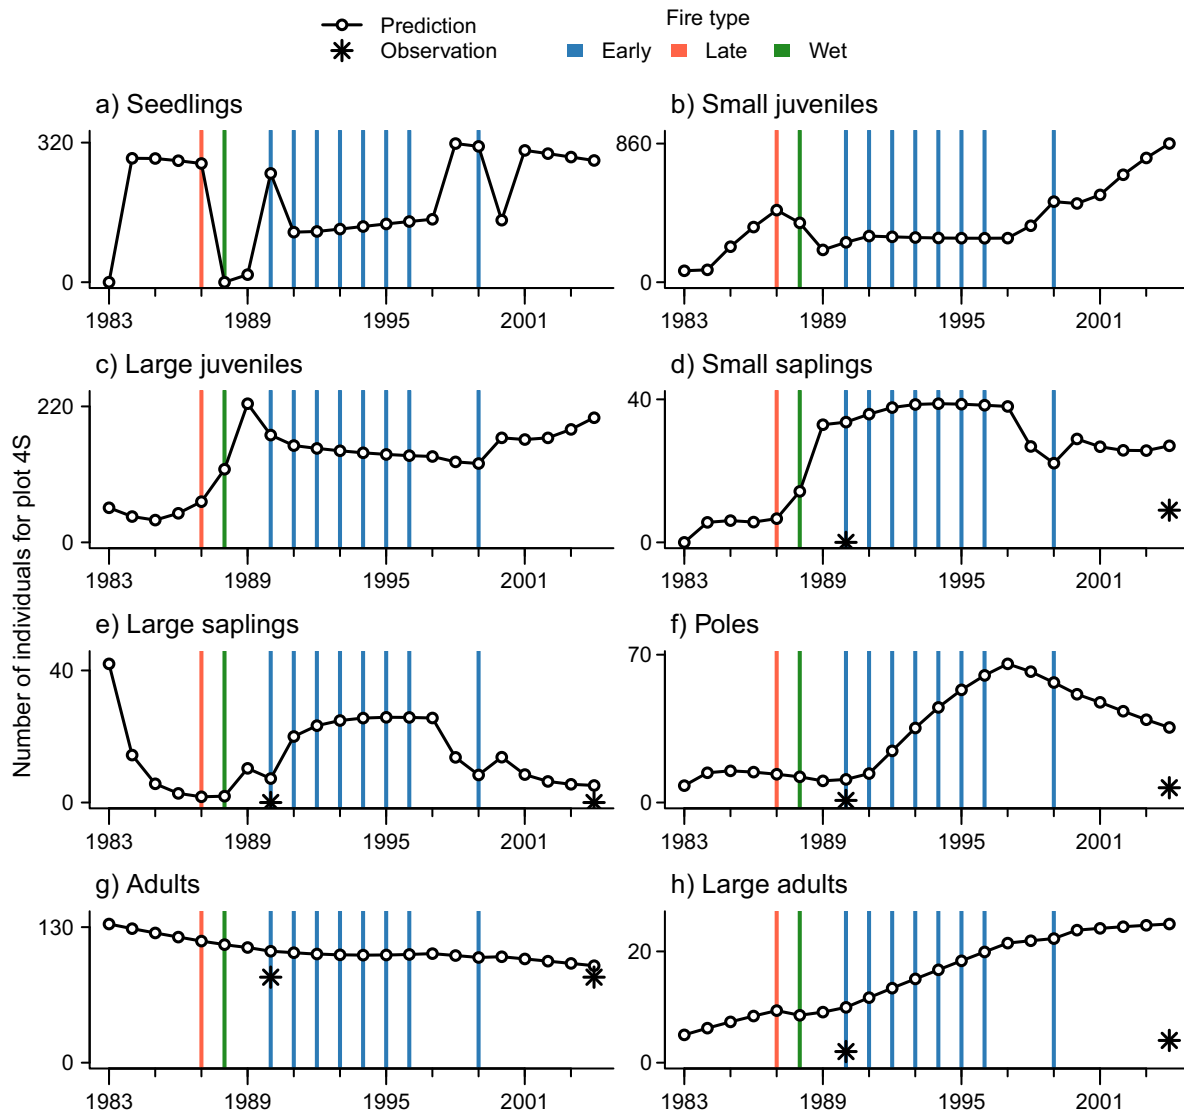 Fire type
Prediction
Observation
Early Late Wet
Number of individuals for plot 4S
a) Seedlings
320
0
1983 1989 1995 2001
b) Small juveniles
860
0
1983 1989 1995 2001
c) Large juveniles
220
0
1983 1989 1995 2001
d) Small saplings
40
0
1983 1989 1995 2001
e) Large saplings
40
0
1983 1989 1995 2001
f) Poles
70
0
1983 1989 1995 2001
g) Adults
130
0
1983 1989 1995 2001
h) Large adults
20
0
1983 1989 1995 2001